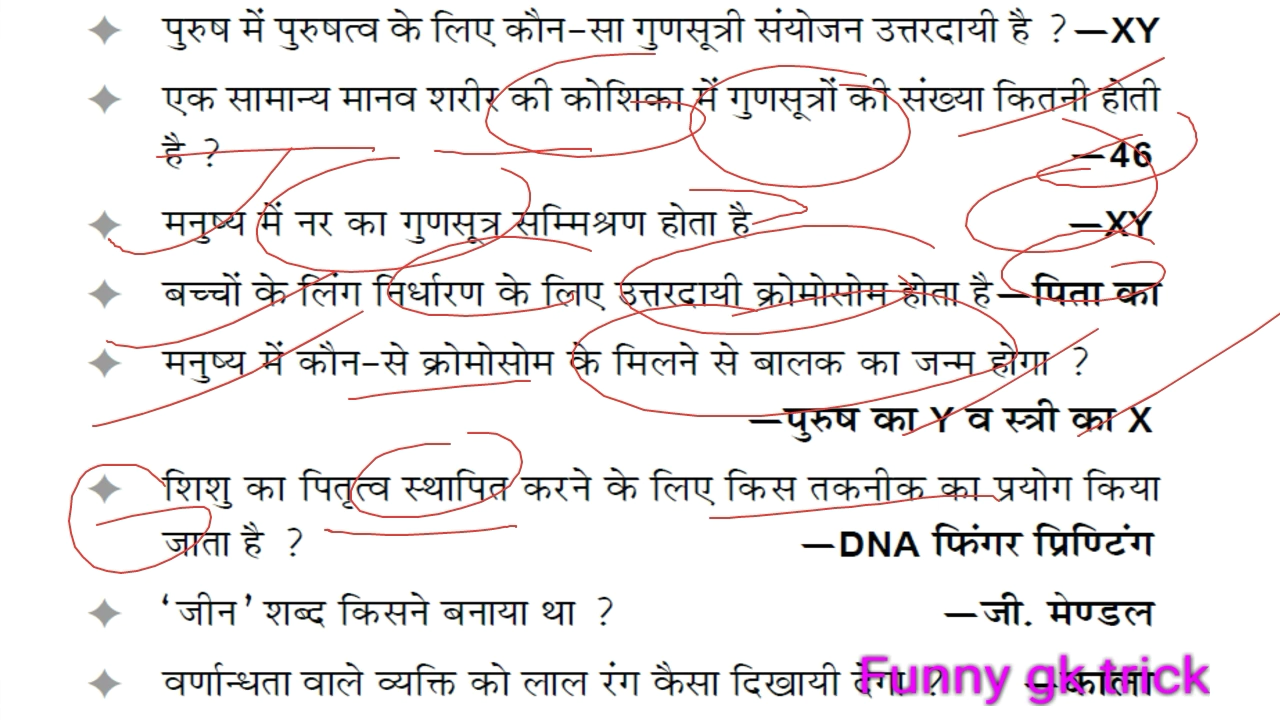 पुरुष में पुरुषत्व के लिए कौन-सा गुणसूत्री संयोजन उत्तरदायी है ? —XY
एक सामान्य मानव शरीर की कोशिका में गुणसूत्रों की संख्या कितनी होती
है ? —46
मनुष्य में नर का गुणसूत्र सम्मिश्रण होता है —XY
बच्चों के लिंग निर्धारण के लिए उत्तरदायी क्रोमोसोम होता है—पिता का
मनुष्य में कौन-से क्रोमोसोम के मिलने से बालक का जन्म होगा ?
—पुरुष का Y व स्त्री का X
शिशु का पितृत्व स्थापित करने के लिए किस तकनीक का प्रयोग किया
जाता है ? —DNA फिंगर प्रिण्टिंग
'जीन' शब्द किसने बनाया था ? —जी. मेण्डल
वर्णान्धता वाले व्यक्ति को लाल रंग कैसा दिखायी देगा ? —काला
Funny gk trick